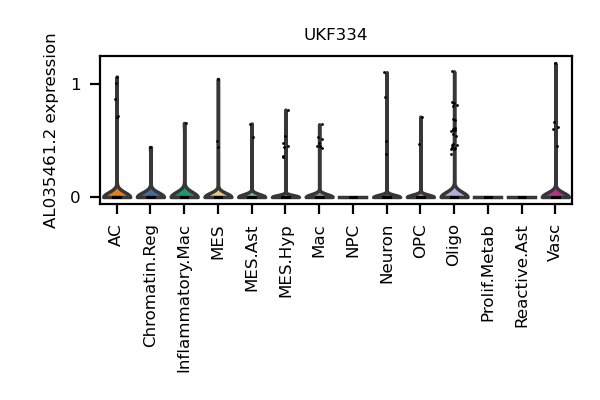 UKF334
AL035461.2 expression
1
0
AC
Chromatin.Reg
Inflammatory.Mac
MES
MES.Ast
MES.Hyp
Mac
NPC
Neuron
OPC
Oligo
Prolif.Metab
Reactive.Ast
Vasc